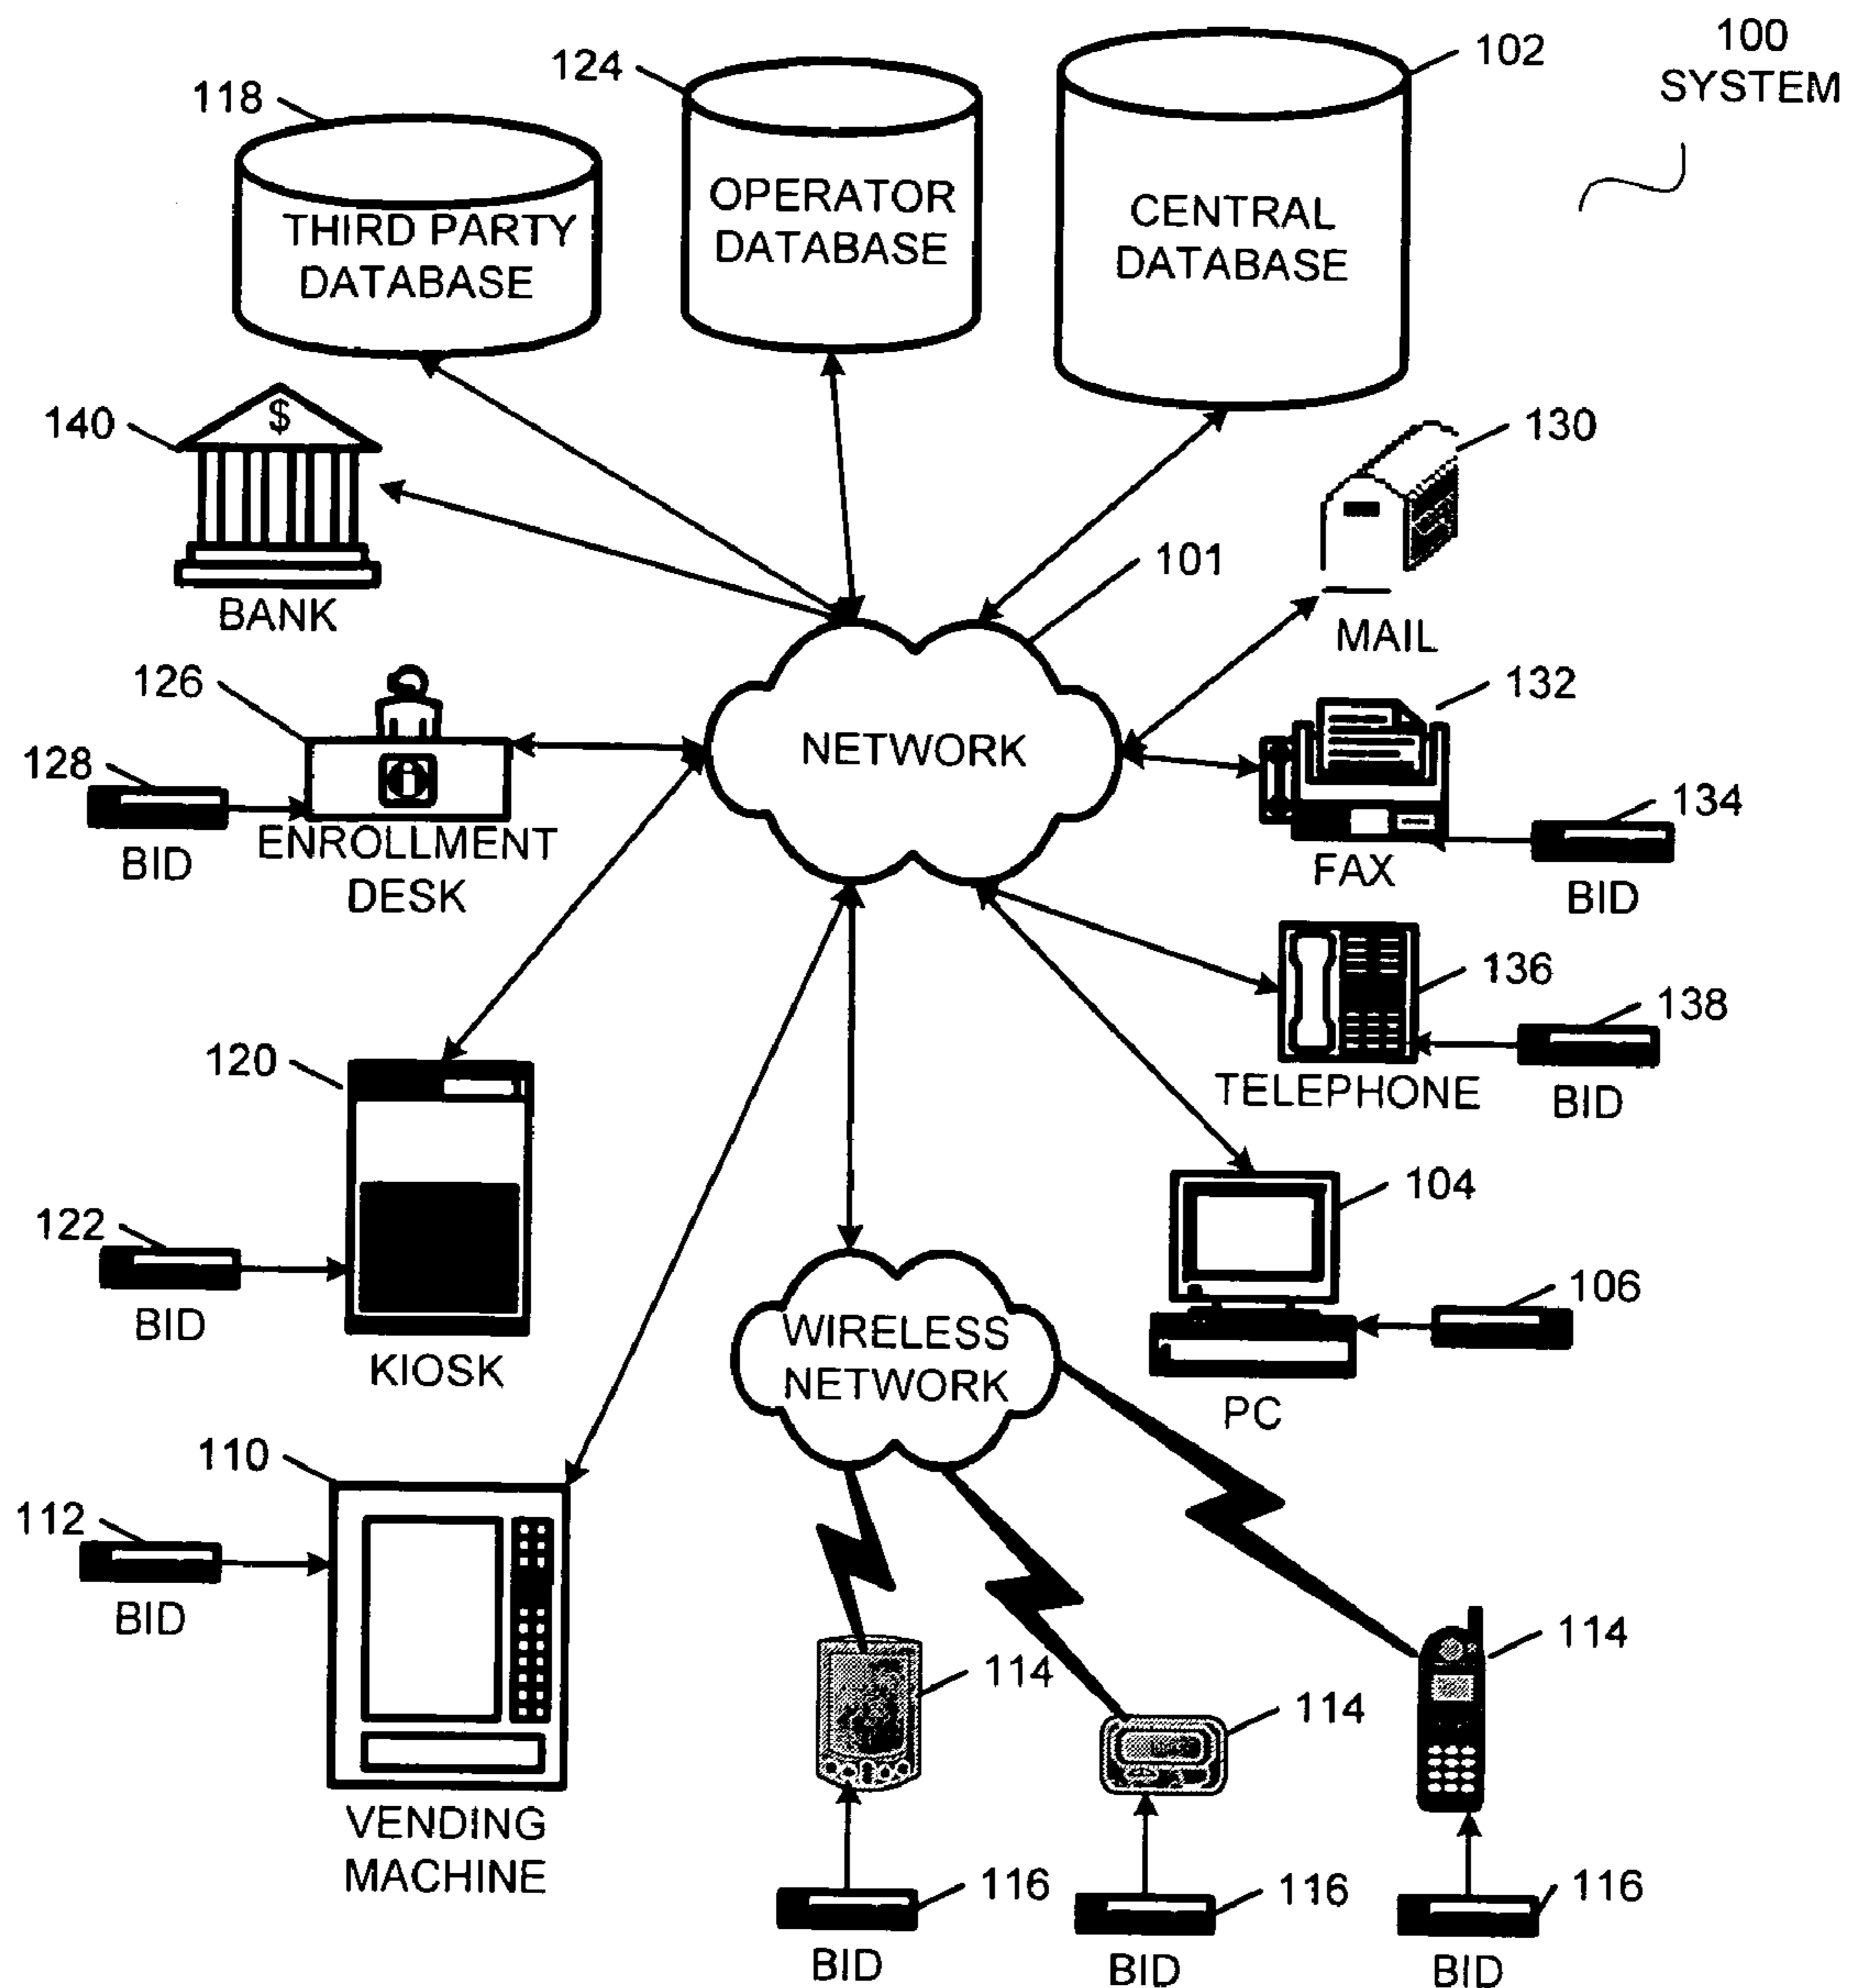 100
SYSTEM
102
124
118
THIRD PARTY
DATABASE
OPERATOR
DATABASE
CENTRAL
DATABASE
140
$
BANK
130
MAIL
101
NETWORK
126
128
BID
i
ENROLLMENT
DESK
132
134
FAX
BID
136
138
TELEPHONE
BID
120
122
BID
KIOSK
104
106
PC
WIRELESS
NETWORK
110
112
BID
VENDING
MACHINE
114
114
114
116
116
116
BID
BID
BID